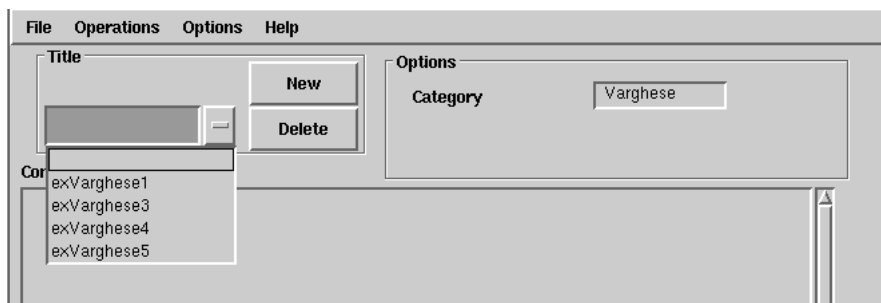 File Operations Options Help
Title
New
Delete
exVarghese1
exVarghese3
exVarghese4
exVarghese5
Options
Category Varghese